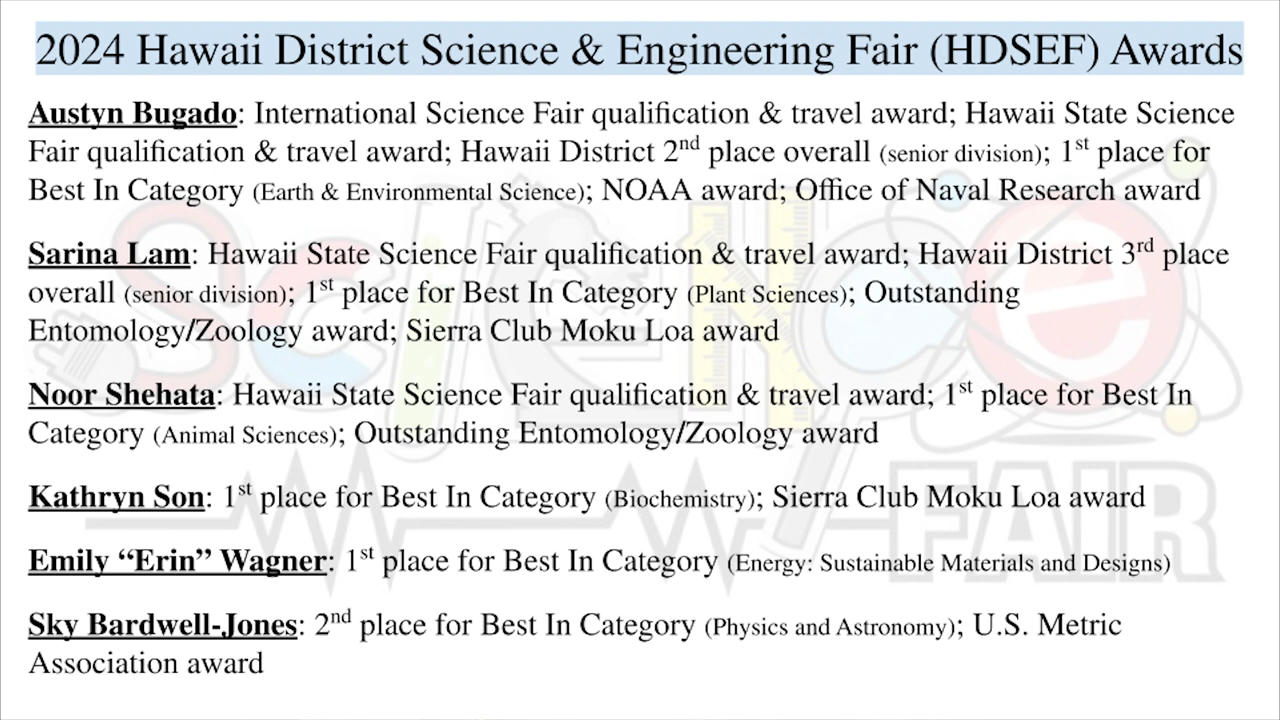 2024 Hawaii District Science & Engineering Fair (HDSEF) Awards
Austyn Bugado: International Science Fair qualification & travel award; Hawaii State Science
Fair qualification & travel award; Hawaii District 2nd place overall (senior division); 1st place for
Best In Category (Earth & Environmental Science); NOAA award; Office of Naval Research award
Sarina Lam: Hawaii State Science Fair qualification & travel award; Hawaii District 3rd place
overall (senior division); 1st place for Best In Category (Plant Sciences); Outstanding
Entomology/Zoology award; Sierra Club Moku Loa award
Noor Shehata: Hawaii State Science Fair qualification & travel award; 1st place for Best In
Category (Animal Sciences); Outstanding Entomology/Zoology award
Kathryn Son: 1st place for Best In Category (Biochemistry); Sierra Club Moku Loa award
Emily “Erin” Wagner: 1st place for Best In Category (Energy: Sustainable Materials and Designs)
Sky Bardwell-Jones: 2nd place for Best In Category (Physics and Astronomy); U.S. Metric
Association award
Science
FAIR